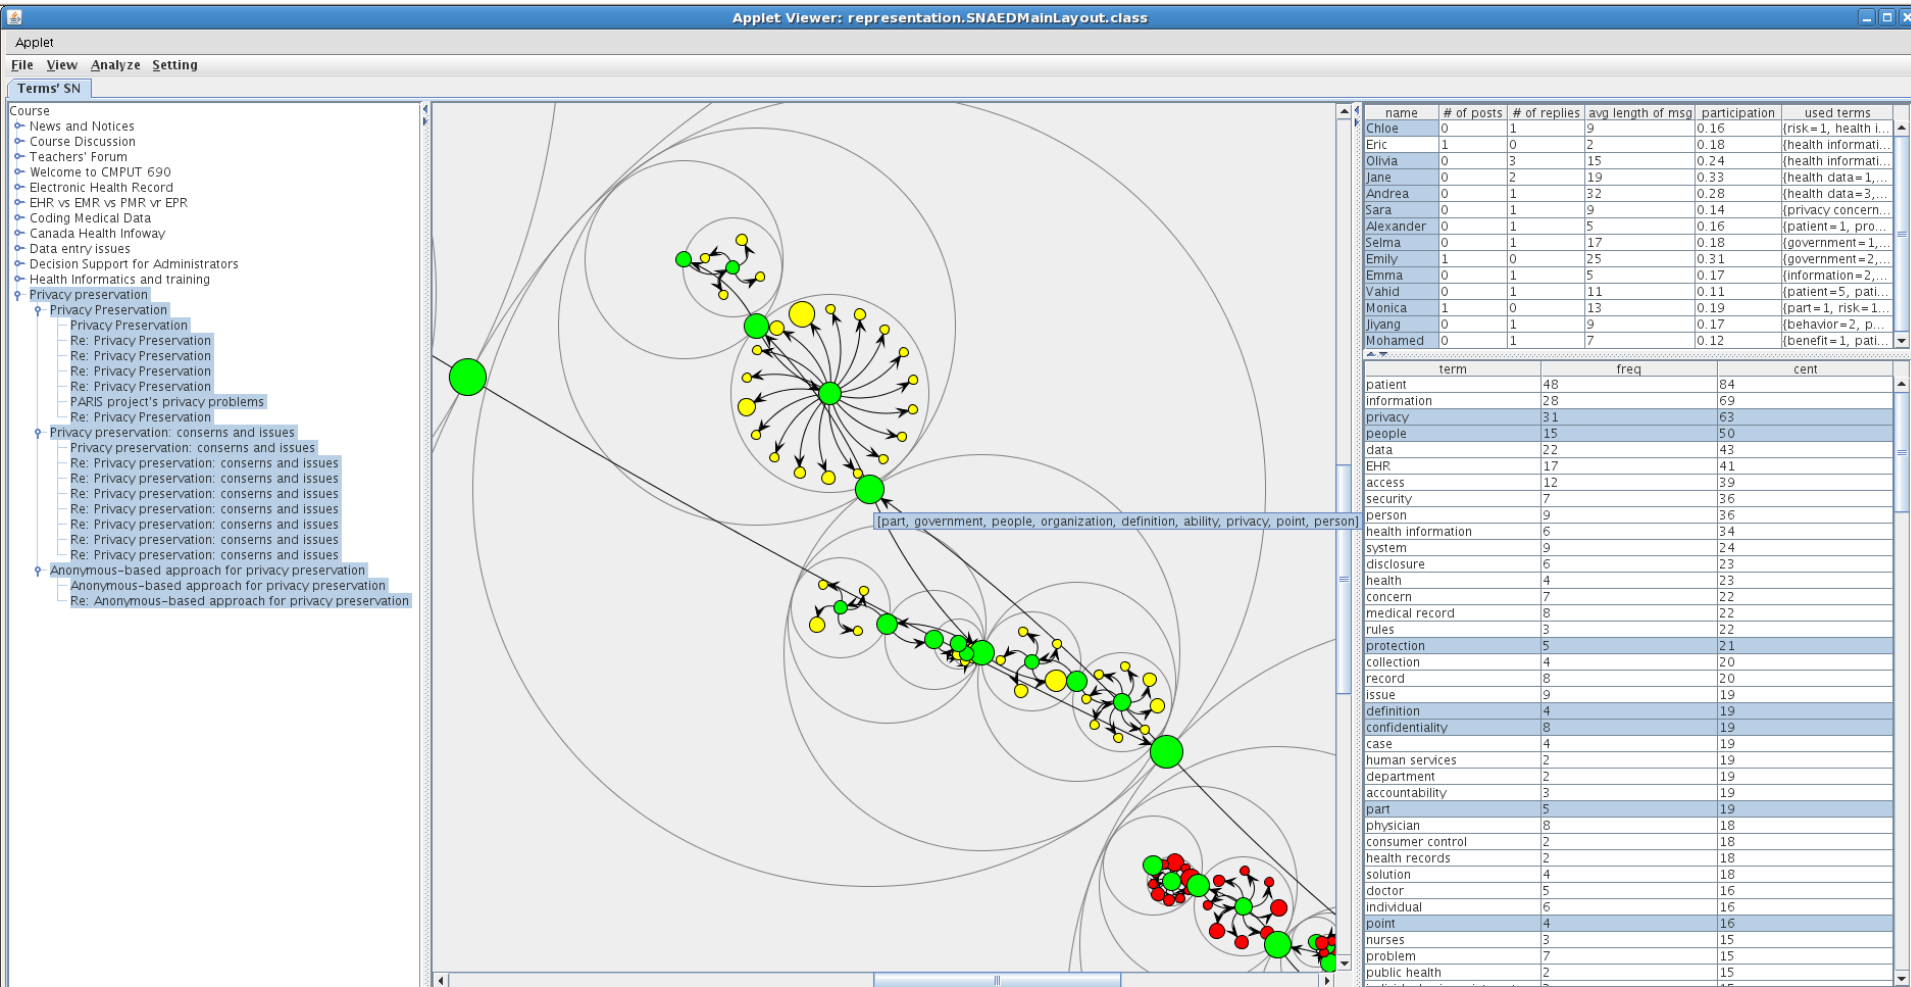 Applet Viewer: representation.SNAEDMainLayout.class
Applet
File View Analyze Setting
Terms' SN
Course
News and Notices
Course Discussion
Teachers' Forum
Welcome to CMPUT 690
Electronic Health Record
EHR vs EMR vs PMR vr EPR
Coding Medical Data
Canada Health Infoway
Data entry issues
Decision Support for Administrators
Health Informatics and training
Privacy preservation
Privacy Preservation
Privacy Preservation
Re: Privacy Preservation
Re: Privacy Preservation
Re: Privacy Preservation
Re: Privacy Preservation
PARIS project's privacy problems
Re: Privacy Preservation
Privacy preservation: conserns and issues
Privacy preservation: conserns and issues
Re: Privacy preservation: conserns and issues
Re: Privacy preservation: conserns and issues
Re: Privacy preservation: conserns and issues
Re: Privacy preservation: conserns and issues
Re: Privacy preservation: conserns and issues
Re: Privacy preservation: conserns and issues
Re: Privacy preservation: conserns and issues
Anonymous-based approach for privacy preservation
Anonymous-based approach for privacy preservation
Re: Anonymous-based approach for privacy preservation
[part, government, people, organization, definition, ability, privacy, point, person]
name # of posts # of replies avg length of msg participation used terms
Chloe 0 1 9 0.16 {risk=1, health i...
Eric 1 0 2 0.18 {health informati...
Olivia 0 3 15 0.24 {health informati...
Jane 0 2 19 0.33 {health data=1,...
Andrea 0 1 32 0.28 {health data=3,...
Sara 0 1 9 0.14 {privacy concern...
Alexander 0 1 5 0.16 {patient=1, pro...
Selma 0 1 17 0.18 {government=1,...
Emily 1 0 25 0.31 {government=2,...
Emma 0 1 5 0.17 {information=2,...
Vahid 0 1 11 0.11 {patient=5, pati...
Monica 1 0 13 0.19 {part=1, risk=1...
Jiyang 0 1 9 0.17 {behavior=2, p...
Mohamed 0 1 7 0.12 {benefit=1, pati...
term freq cent
patient 48 84
information 28 69
privacy 31 63
people 15 50
data 22 43
EHR 17 41
access 12 39
security 7 36
person 9 36
health information 6 34
system 9 24
disclosure 6 23
health 4 23
concern 7 22
medical record 8 22
rules 3 22
protection 5 21
collection 4 20
record 8 20
issue 9 19
definition 4 19
confidentiality 8 19
case 4 19
human services 2 19
department 2 19
accountability 3 19
part 5 19
physician 8 18
consumer control 2 18
health records 2 18
solution 4 18
doctor 5 16
individual 6 16
point 4 16
nurses 3 15
problem 7 15
public health 2 15